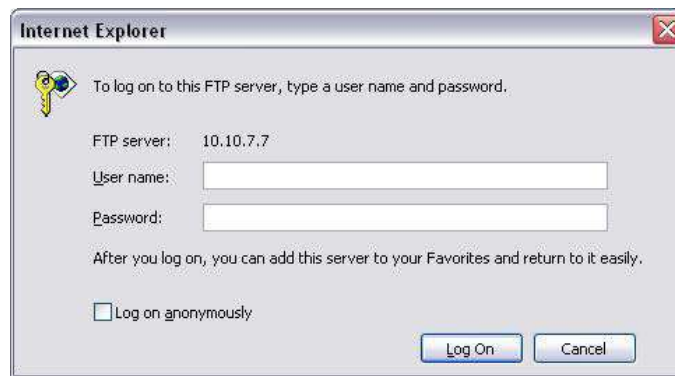 Internet Explorer
To log on to this FTP server, type a user name and password.
FTP server: 10.10.7.7
User name:
Password:
After you log on, you can add this server to your Favorites and return to it easily.
Log on anonymously
Log On Cancel